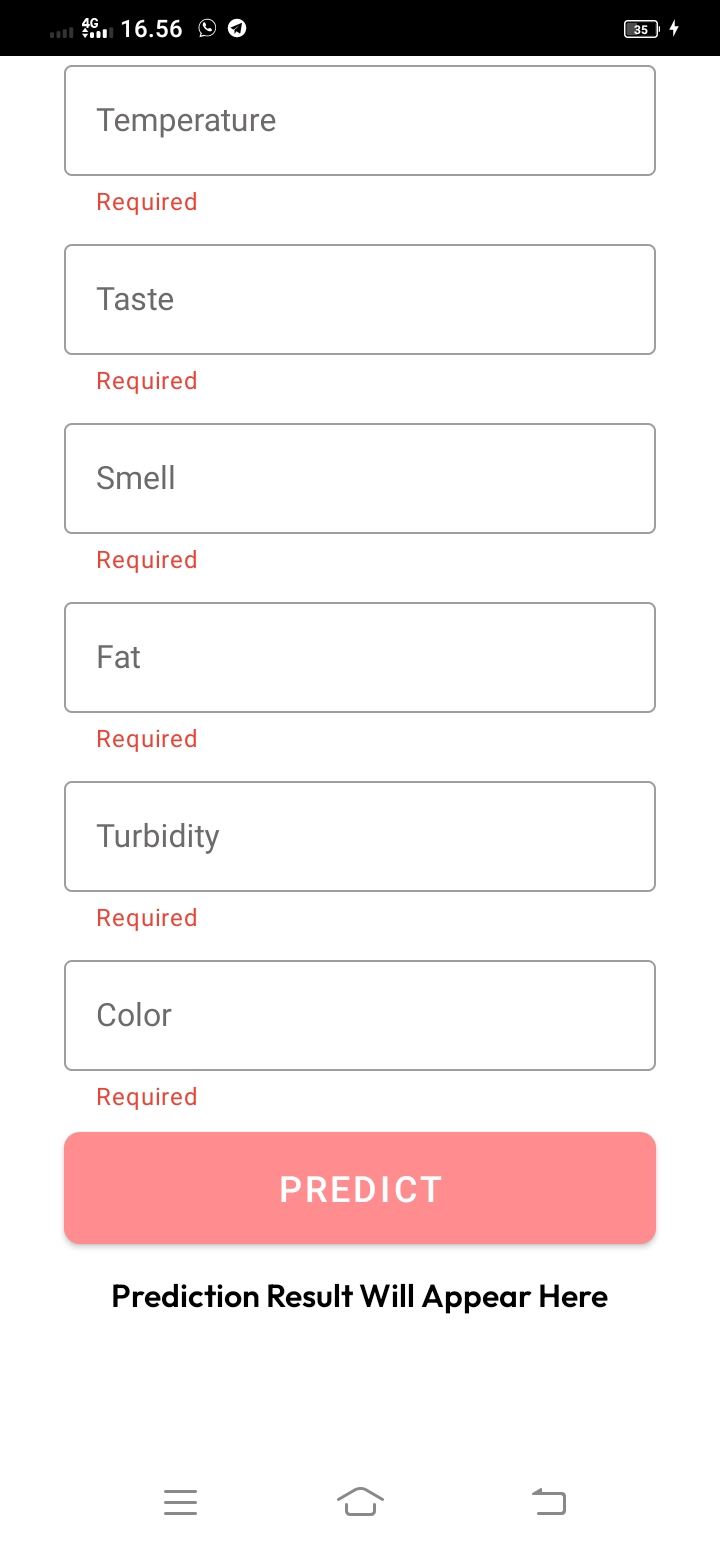 4G 16.56 35
Temperature
Required
Taste
Required
Smell
Required
Fat
Required
Turbidity
Required
Color
Required
PREDICT
Prediction Result Will Appear Here